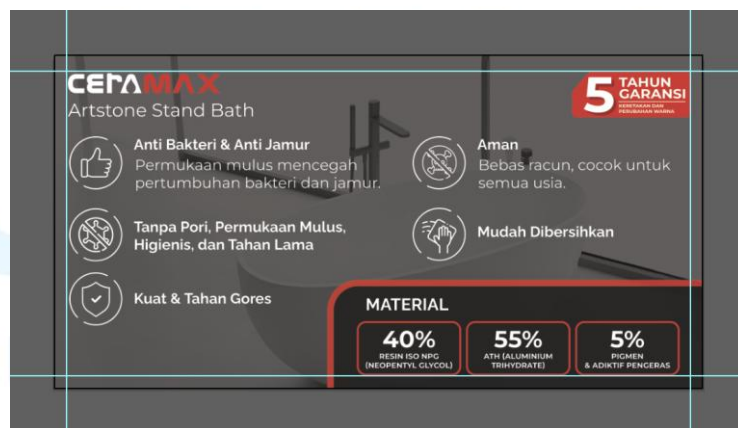 CERAMAX
Artstone Stand Bath
5 TAHUN
GARANSI
KERETAKAN DAN
PERUBAHAN WARNA
Anti Bakteri & Anti Jamur
Permukaan mulus mencegah
pertumbuhan bakteri dan jamur.
Aman
Bebas racun, cocok untuk
semua usia.
Tanpa Pori, Permukaan Mulus,
Higienis, dan Tahan Lama
Mudah Dibersihkan
Kuat & Tahan Gores
MATERIAL
40%
RESIN ISO NPG
(NEOPENTYL GLYCOL)
55%
ATH (ALUMINIUM
TRIHYDRATE)
5%
PIGMEN
& ADIKTIF PENGERAS